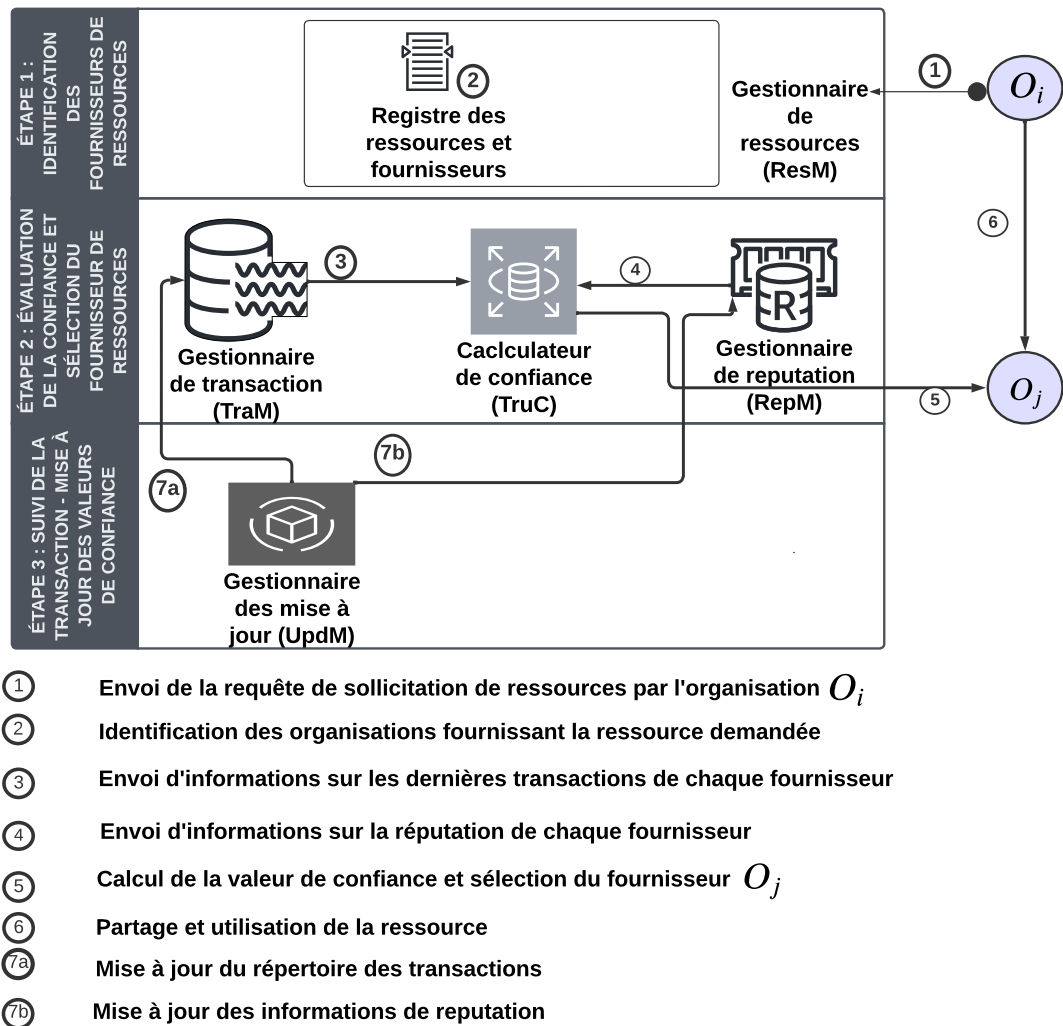 ÉTAPE 1 :
IDENTIFICATION
DES
FOURNISSEURS DE
RESSOURCES
2
Registre des
ressources et
fournisseurs
Gestionnaire
de
ressources
(ResM)
1
O_i
6
ÉTAPE 2 : ÉVALUATION
DE LA CONFIANCE ET
SÉLECTION DU
FOURNISSEUR DE
RESSOURCES
Gestionnaire
de transaction
(TraM)
3
Caclculateur
de confiance
(TruC)
4
R
Gestionnaire
de reputation
(RepM)
5
O_j
ÉTAPE 3 : SUIVI DE LA
TRANSACTION - MISE À
JOUR DES VALEURS
DE CONFIANCE
7a
7b
Gestionnaire
des mise à
jour (UpdM)
1 Envoi de la requête de sollicitation de ressources par l'organisation O_i
2 Identification des organisations fournissant la ressource demandée
3 Envoi d'informations sur les dernières transactions de chaque fournisseur
4 Envoi d'informations sur la réputation de chaque fournisseur
5 Calcul de la valeur de confiance et sélection du fournisseur O_j
6 Partage et utilisation de la ressource
7a Mise à jour du répertoire des transactions
7b Mise à jour des informations de reputation